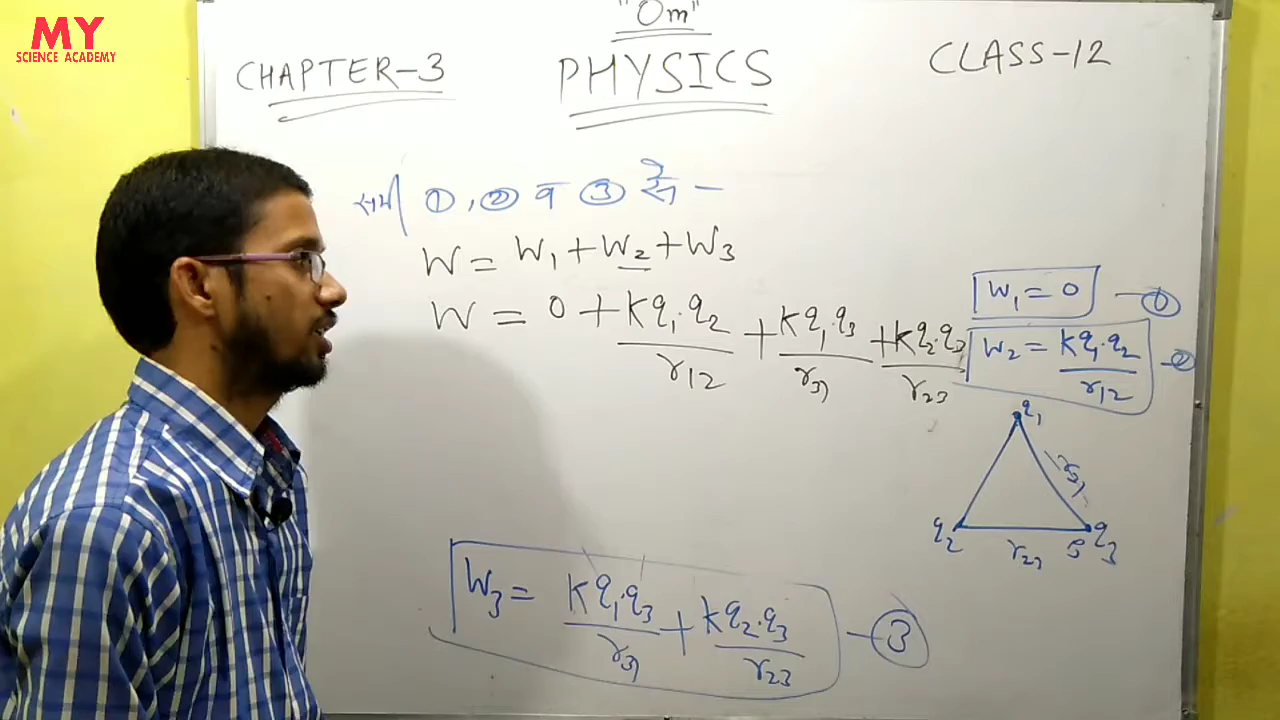 MY
SCIENCE ACADEMY
"Om"
CHAPTER-3 PHYSICS CLASS-12
समी ①, ② व ③ से -
W = W₁ + W₂ + W₃
W = 0 + Kq₁.q₂/r₁₂ + Kq₁.q₃/r₃₁ + Kq₂.q₃/r₂₃
W₁ = 0 - ①
W₂ = Kq₁.q₂/r₁₂ - ②
q₁
r₃₁
q₂ q₃
r₂₃
W₃ = Kq₁.q₃/r₃₁ + Kq₂.q₃/r₂₃ - ③